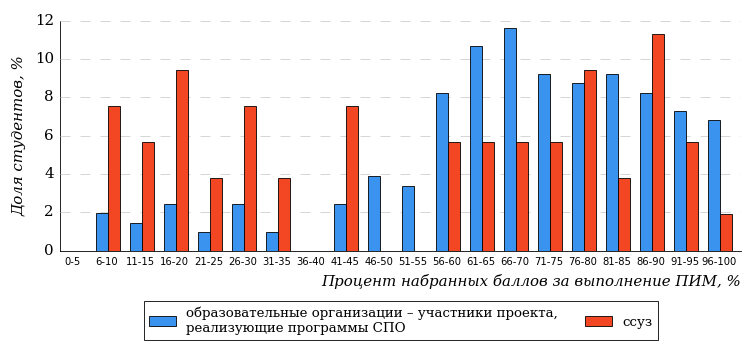 12
10
8
6
4
2
0
Доля студентов, %
0-5 6-10 11-15 16-20 21-25 26-30 31-35 36-40 41-45 46-50 51-55 56-60 61-65 66-70 71-75 76-80 81-85 86-90 91-95 96-100
Процент набранных баллов за выполнение ПИМ, %
образовательные организации – участники проекта,
реализующие программы СПО
ссуз